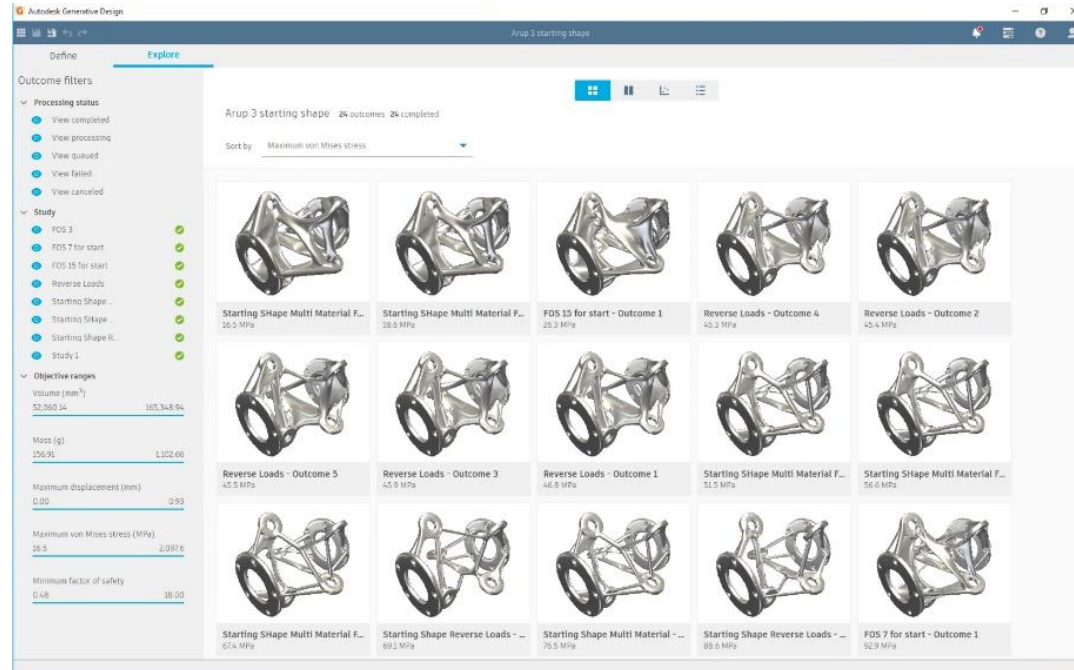 Autodesk Generative Design
Arup 3 starting shape
Define
Explore
Outcome filters
Processing status
View completed
View processing
View queued
View failed
View canceled
Study
FOS 3
FOS 7 for start
FOS 15 for start
Reverse Loads
Starting Shape ...
Starting SHape ...
Starting Shape R...
Study 1
Objective ranges
Volume (mm³)
52,060.14 165,348.94
Mass (g)
156.91 1,102.66
Maximum displacement (mm)
0.00 0.93
Maximum von Mises stress (MPa)
16.5 2,097.6
Minimum factor of safety
0.48 18.00
Arup 3 starting shape 24 outcomes 24 completed
Sort by Maximum von Mises stress
Starting SHape Multi Material F...
16.5 MPa
Starting SHape Multi Material F...
18.6 MPa
FOS 15 for start - Outcome 1
28.3 MPa
Reverse Loads - Outcome 4
45.3 MPa
Reverse Loads - Outcome 2
45.4 MPa
Reverse Loads - Outcome 5
45.5 MPa
Reverse Loads - Outcome 3
45.9 MPa
Reverse Loads - Outcome 1
46.8 MPa
Starting SHape Multi Material F...
51.5 MPa
Starting SHape Multi Material F...
56.6 MPa
Starting SHape Multi Material F...
67.4 MPa
Starting Shape Reverse Loads - ...
69.1 MPa
Starting Shape Multi Material - ...
76.5 MPa
Starting Shape Reverse Loads - ...
88.6 MPa
FOS 7 for start - Outcome 1
92.9 MPa